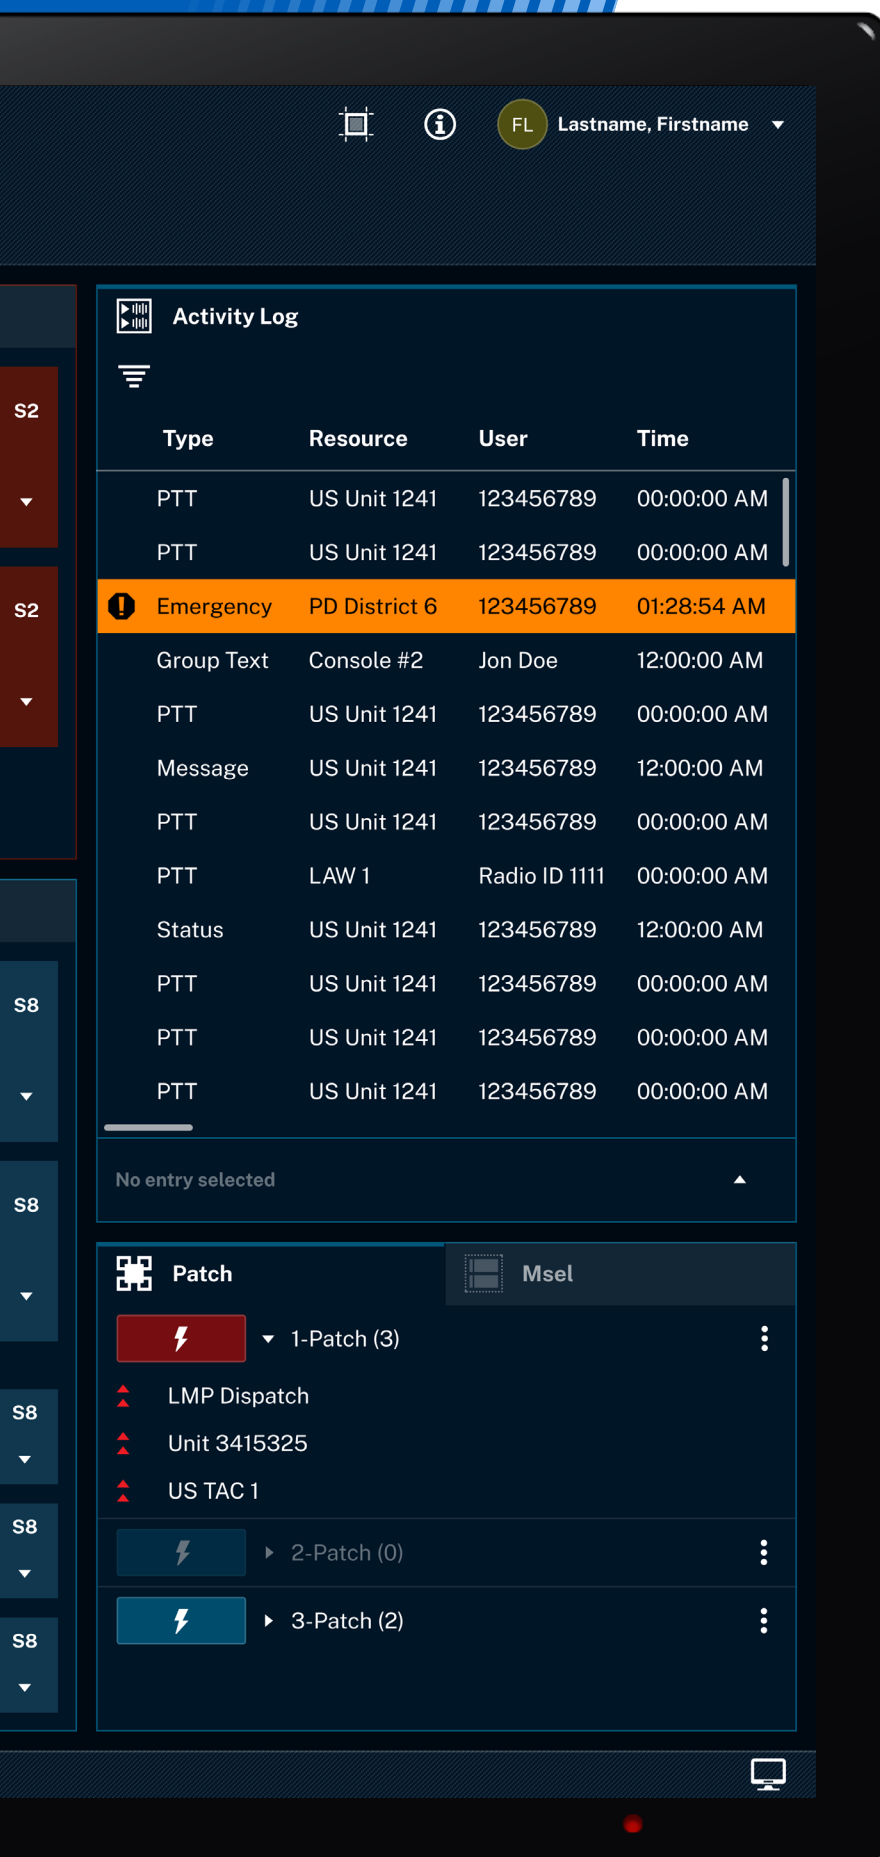 FL Lastname, Firstname
S2
S2
S8
S8
S8
S8
S8
Activity Log
Type Resource User Time
PTT US Unit 1241 123456789 00:00:00 AM
PTT US Unit 1241 123456789 00:00:00 AM
Emergency PD District 6 123456789 01:28:54 AM
Group Text Console #2 Jon Doe 12:00:00 AM
PTT US Unit 1241 123456789 00:00:00 AM
Message US Unit 1241 123456789 12:00:00 AM
PTT US Unit 1241 123456789 00:00:00 AM
PTT LAW 1 Radio ID 1111 00:00:00 AM
Status US Unit 1241 123456789 12:00:00 AM
PTT US Unit 1241 123456789 00:00:00 AM
PTT US Unit 1241 123456789 00:00:00 AM
PTT US Unit 1241 123456789 00:00:00 AM
No entry selected
Patch Msel
1-Patch (3)
LMP Dispatch
Unit 3415325
US TAC 1
2-Patch (0)
3-Patch (2)